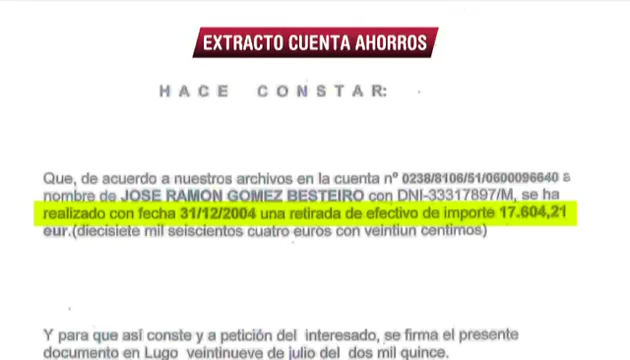 EXTRACTO CUENTA AHORROS
HACE CONSTAR:
Que, de acuerdo a nuestros archivos en la cuenta nº 0238/8106/51/0600096640 a
nombre de JOSE RAMON GOMEZ BESTEIRO con DNI-33317897/M, se ha
realizado con fecha 31/12/2004 una retirada de efectivo de importe 17.604,21
eur.(diecisiete mil seiscientos cuatro euros con veintiun centimos)
Y para que así conste y a petición del interesado, se firma el presente
documento en Lugo veintinueve de julio del dos mil quince.